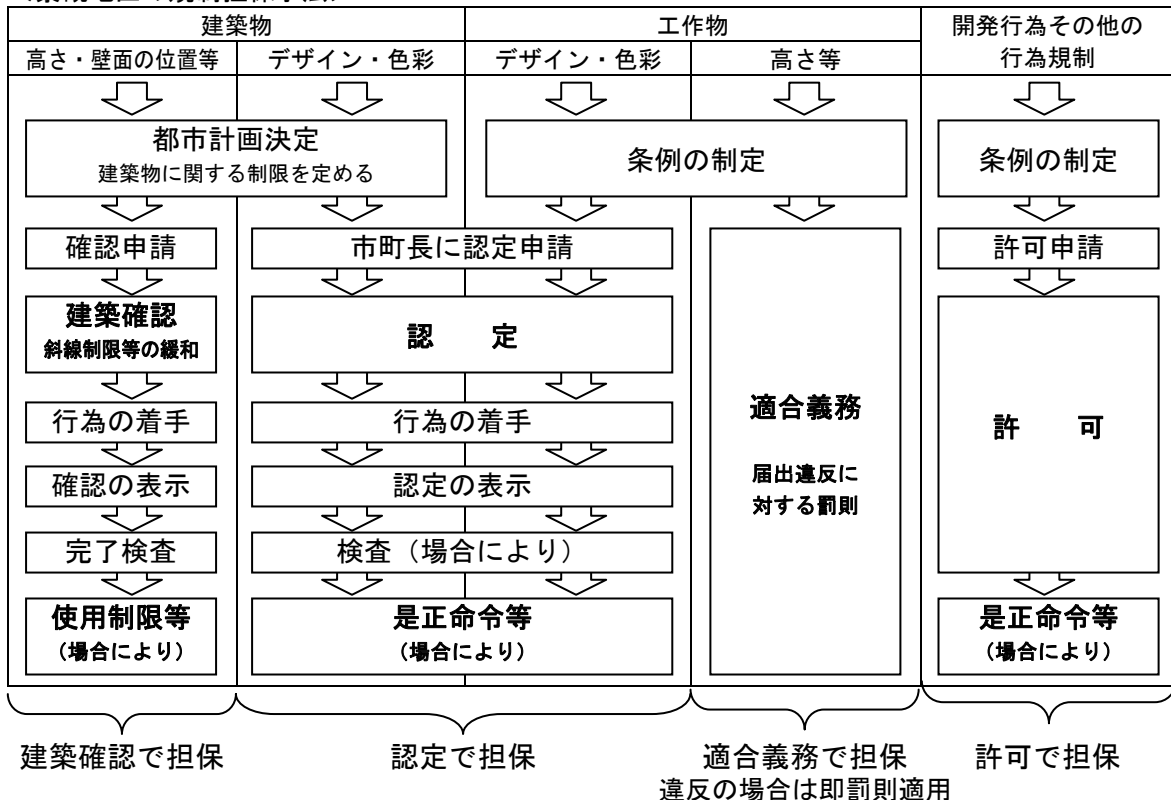 建築物
工作物
開発行為その他の
行為規制
高さ・壁面の位置等
デザイン・色彩
デザイン・色彩
高さ等
都市計画決定
建築物に関する制限を定める
条例の制定
条例の制定
確認申請
市町長に認定申請
許可申請
建築確認
斜線制限等の緩和
認 定
適合義務
届出違反に
対する罰則
許 可
行為の着手
行為の着手
確認の表示
認定の表示
完了検査
検査（場合により）
使用制限等
（場合により）
是正命令等
（場合により）
是正命令等
（場合により）
建築確認で担保
認定で担保
適合義務で担保
違反の場合は即罰則適用
許可で担保